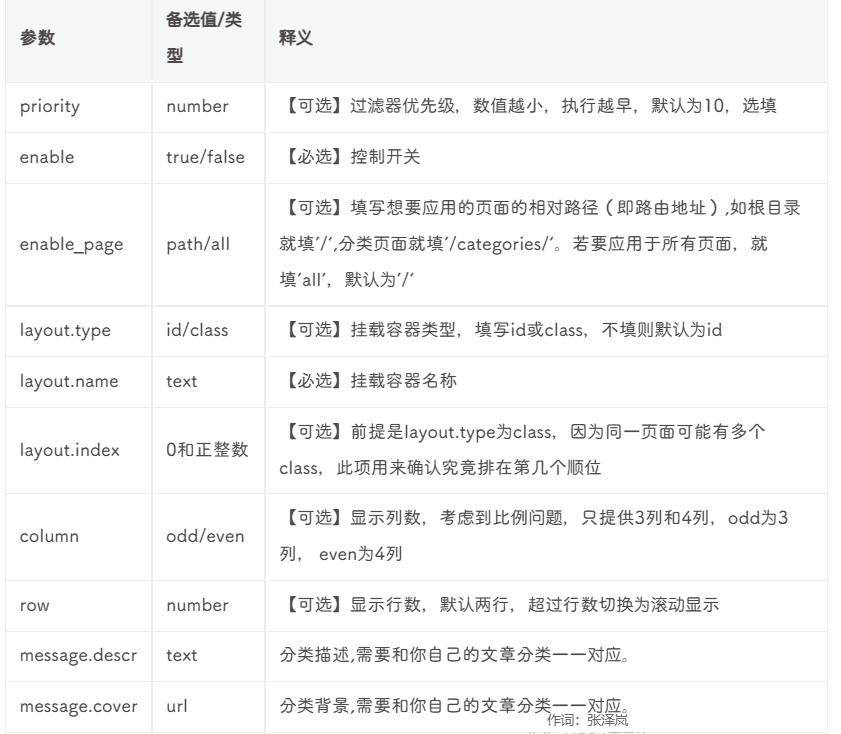 参数
备选值/类
型
释义
priority
number
【可选】过滤器优先级，数值越小，执行越早，默认为10，选填
enable
true/false
【必选】控制开关
enable_page
path/all
【可选】填写想要应用的页面的相对路径（即路由地址）,如根目录
就填'/',分类页面就填'/categories/'。若要应用于所有页面，就
填'all'，默认为'/'
layout.type
id/class
【可选】挂载容器类型，填写id或class，不填则默认为id
layout.name
text
【必选】挂载容器名称
layout.index
0和正整数
【可选】前提是layout.type为class，因为同一页面可能有多个
class，此项用来确认究竟排在第几个顺位
column
odd/even
【可选】显示列数，考虑到比例问题，只提供3列和4列，odd为3
列， even为4列
row
number
【可选】显示行数，默认两行，超过行数切换为滚动显示
message.descr
text
分类描述,需要和你自己的文章分类一一对应。
message.cover
url
分类背景,需要和你自己的文章分类一一对应。
作词：张泽岚